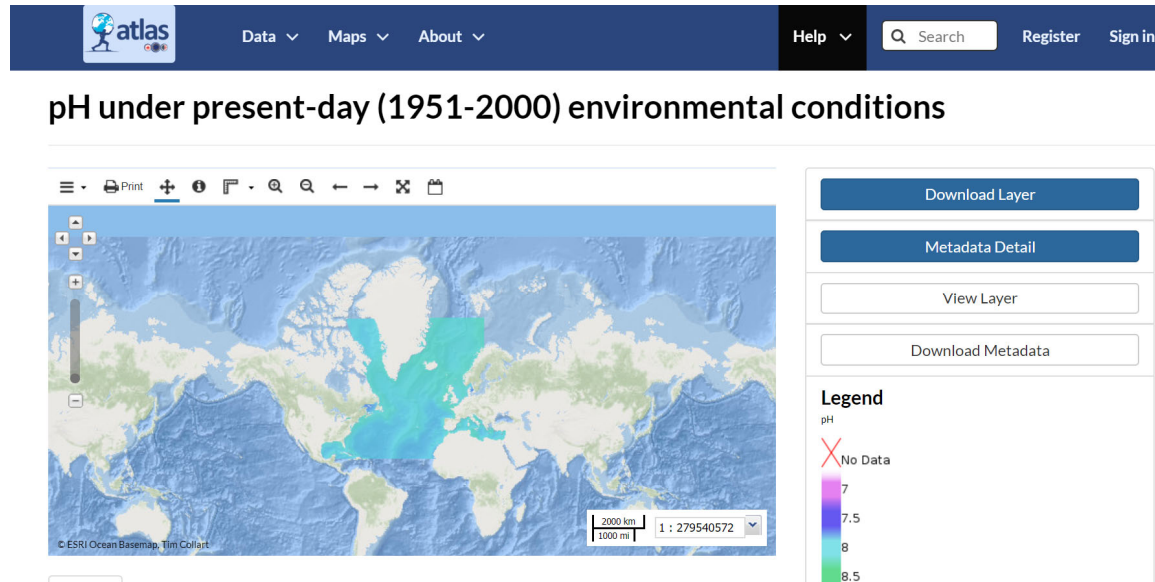 atlas
Data Maps About Help Search Register Sign in
pH under present-day (1951-2000) environmental conditions
Print
Download Layer
Metadata Detail
View Layer
Download Metadata
Legend
pH
No Data
7
7.5
8
8.5
2000 km
1000 mi
1 : 279540572
© ESRI Ocean Basemap, Tim Collart